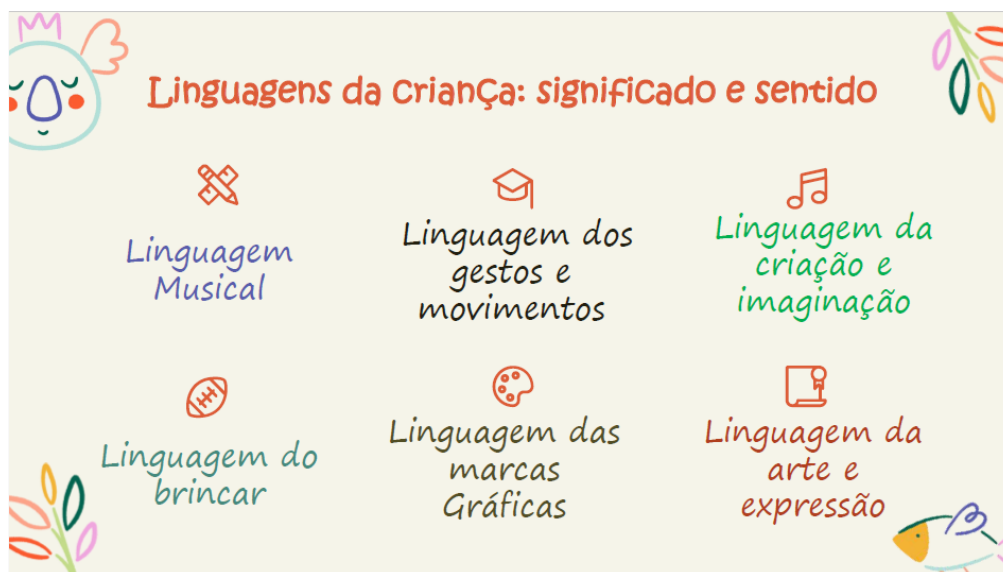 Linguagens da criança: significado e sentido
Linguagem
Musical
Linguagem dos
gestos e
movimentos
Linguagem da
criação e
imaginação
Linguagem do
brincar
Linguagem das
marcas
Gráficas
Linguagem da
arte e
expressão